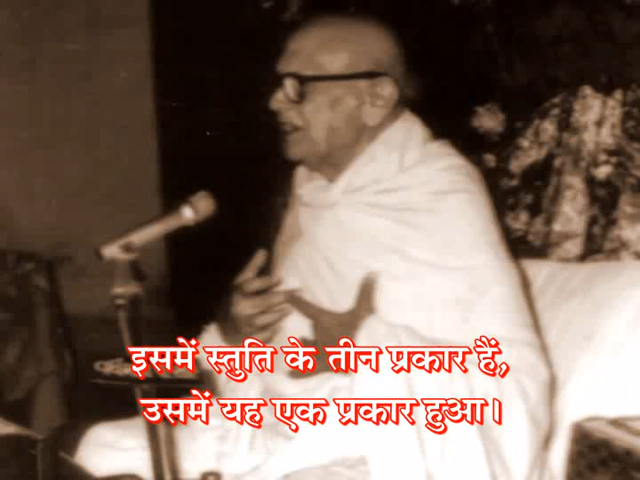 इसमें स्तुति के तीन प्रकार हैं,
उसमें यह एक प्रकार हुआ।